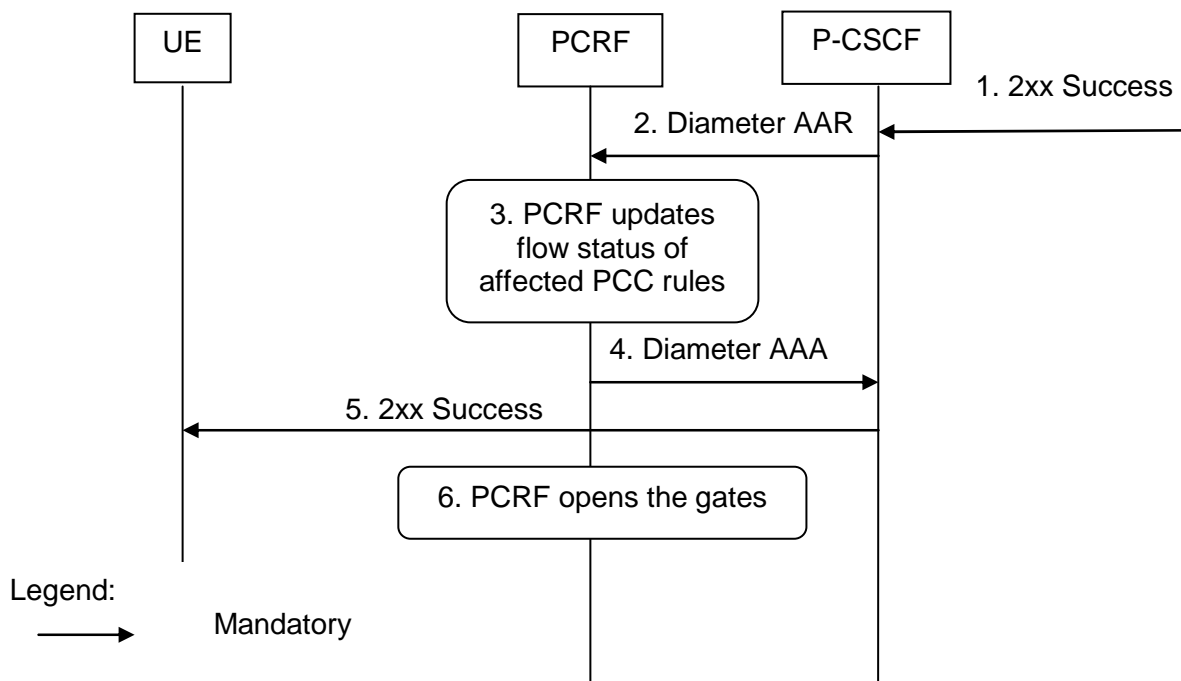 UE
PCRF
P-CSCF
1. 2xx Success
2. Diameter AAR
3. PCRF updates
flow status of
affected PCC rules
4. Diameter AAA
5. 2xx Success
6. PCRF opens the gates
Legend:
Mandatory